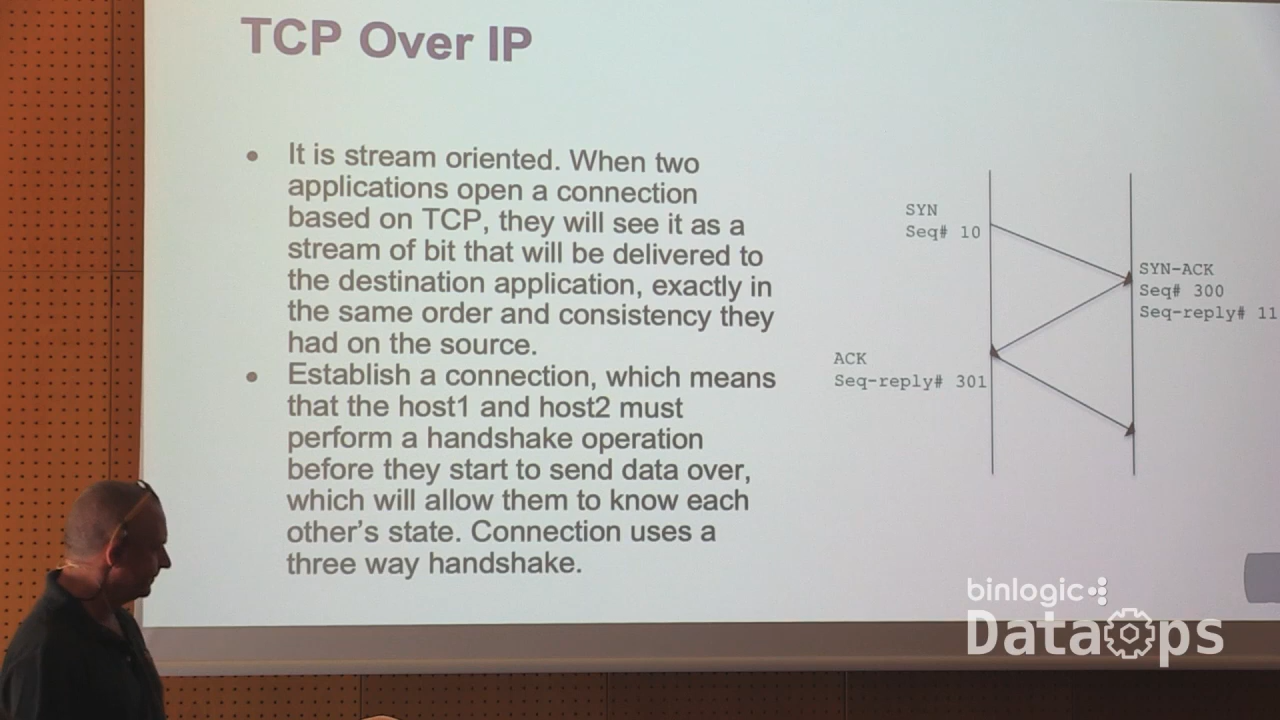 TCP Over IP
• It is stream oriented. When two
applications open a connection
based on TCP, they will see it as a
stream of bit that will be delivered to
the destination application, exactly in
the same order and consistency they
had on the source.
• Establish a connection, which means
that the host1 and host2 must
perform a handshake operation
before they start to send data over,
which will allow them to know each
other's state. Connection uses a
three way handshake.
SYN
Seq# 10
SYN-ACK
Seq# 300
Seq-reply# 11
ACK
Seq-reply# 301
binlogic
DataOps